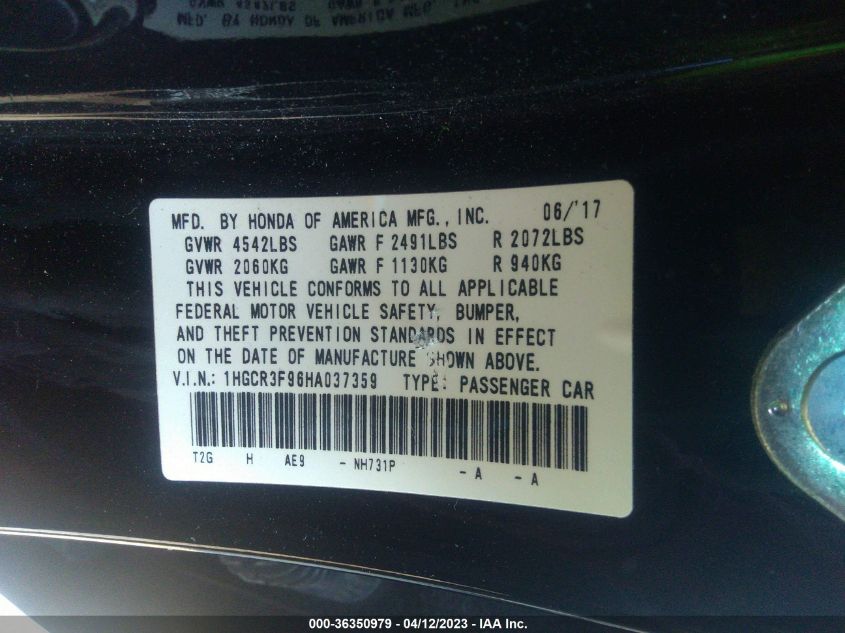 MFD. BY HONDA OF AMERICA MFG., INC. 06/'17
GVWR 4542LBS GAWR F 2491LBS R 2072LBS
GVWR 2060KG GAWR F 1130KG R 940KG
THIS VEHICLE CONFORMS TO ALL APPLICABLE
FEDERAL MOTOR VEHICLE SAFETY, BUMPER,
AND THEFT PREVENTION STANDARDS IN EFFECT
ON THE DATE OF MANUFACTURE SHOWN ABOVE.
V.I.N.: 1HGCR3F96HA037359 TYPE: PASSENGER CAR
T2G H AE9 - NH731P - A - A
000-36350979 - 04/12/2023 - IAA Inc.